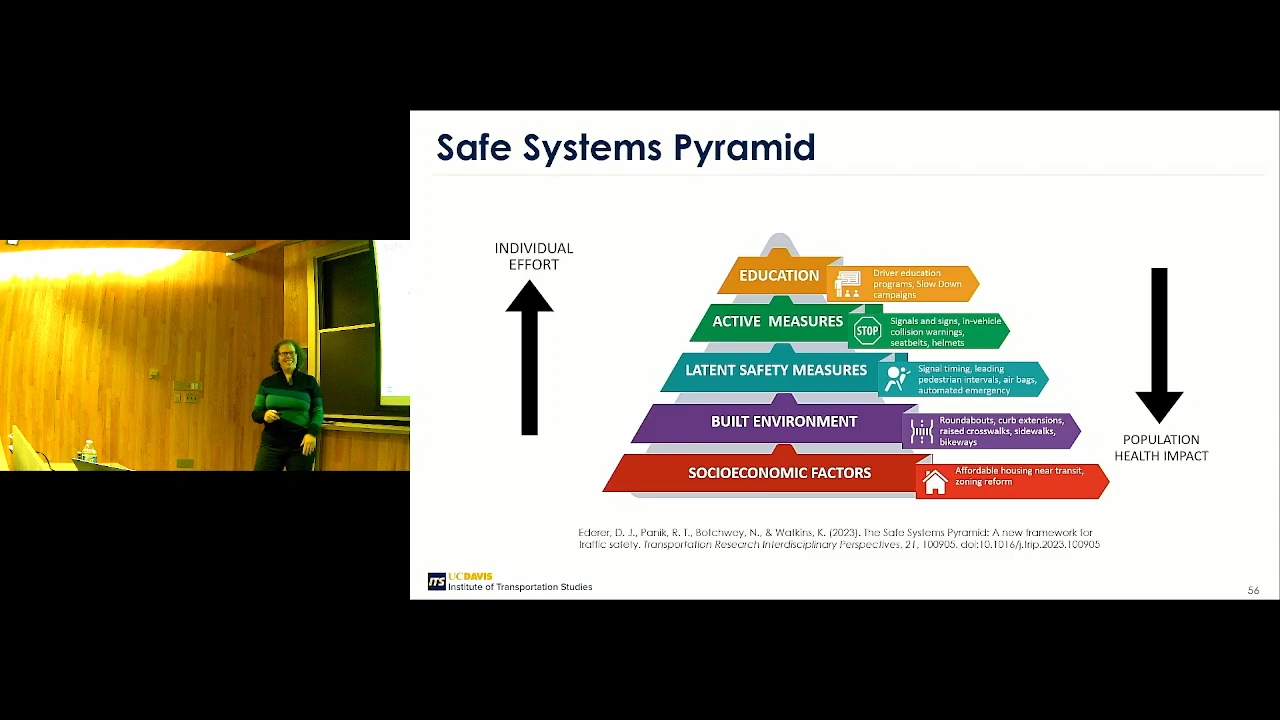 Safe Systems Pyramid
INDIVIDUAL
EFFORT
EDUCATION
Driver education
programs, Slow Down
campaigns
ACTIVE MEASURES
STOP
Signals and signs, in-vehicle
collision warnings,
seatbelts, helmets
LATENT SAFETY MEASURES
Signal timing, leading
pedestrian intervals, air bags,
automated emergency
BUILT ENVIRONMENT
Roundabouts, curb extensions,
raised crosswalks, sidewalks,
bikeways
SOCIOECONOMIC FACTORS
Affordable housing near transit,
zoning reform
POPULATION
HEALTH IMPACT
Ederer, D. J., Panik, R. T., Botchwey, N., & Watkins, K. (2023). The Safe Systems Pyramid: A new framework for
traffic safety. Transportation Research Interdisciplinary Perspectives, 21, 100905. doi:10.1016/j.trip.2023.100905
ITS UCDAVIS
Institute of Transportation Studies
56